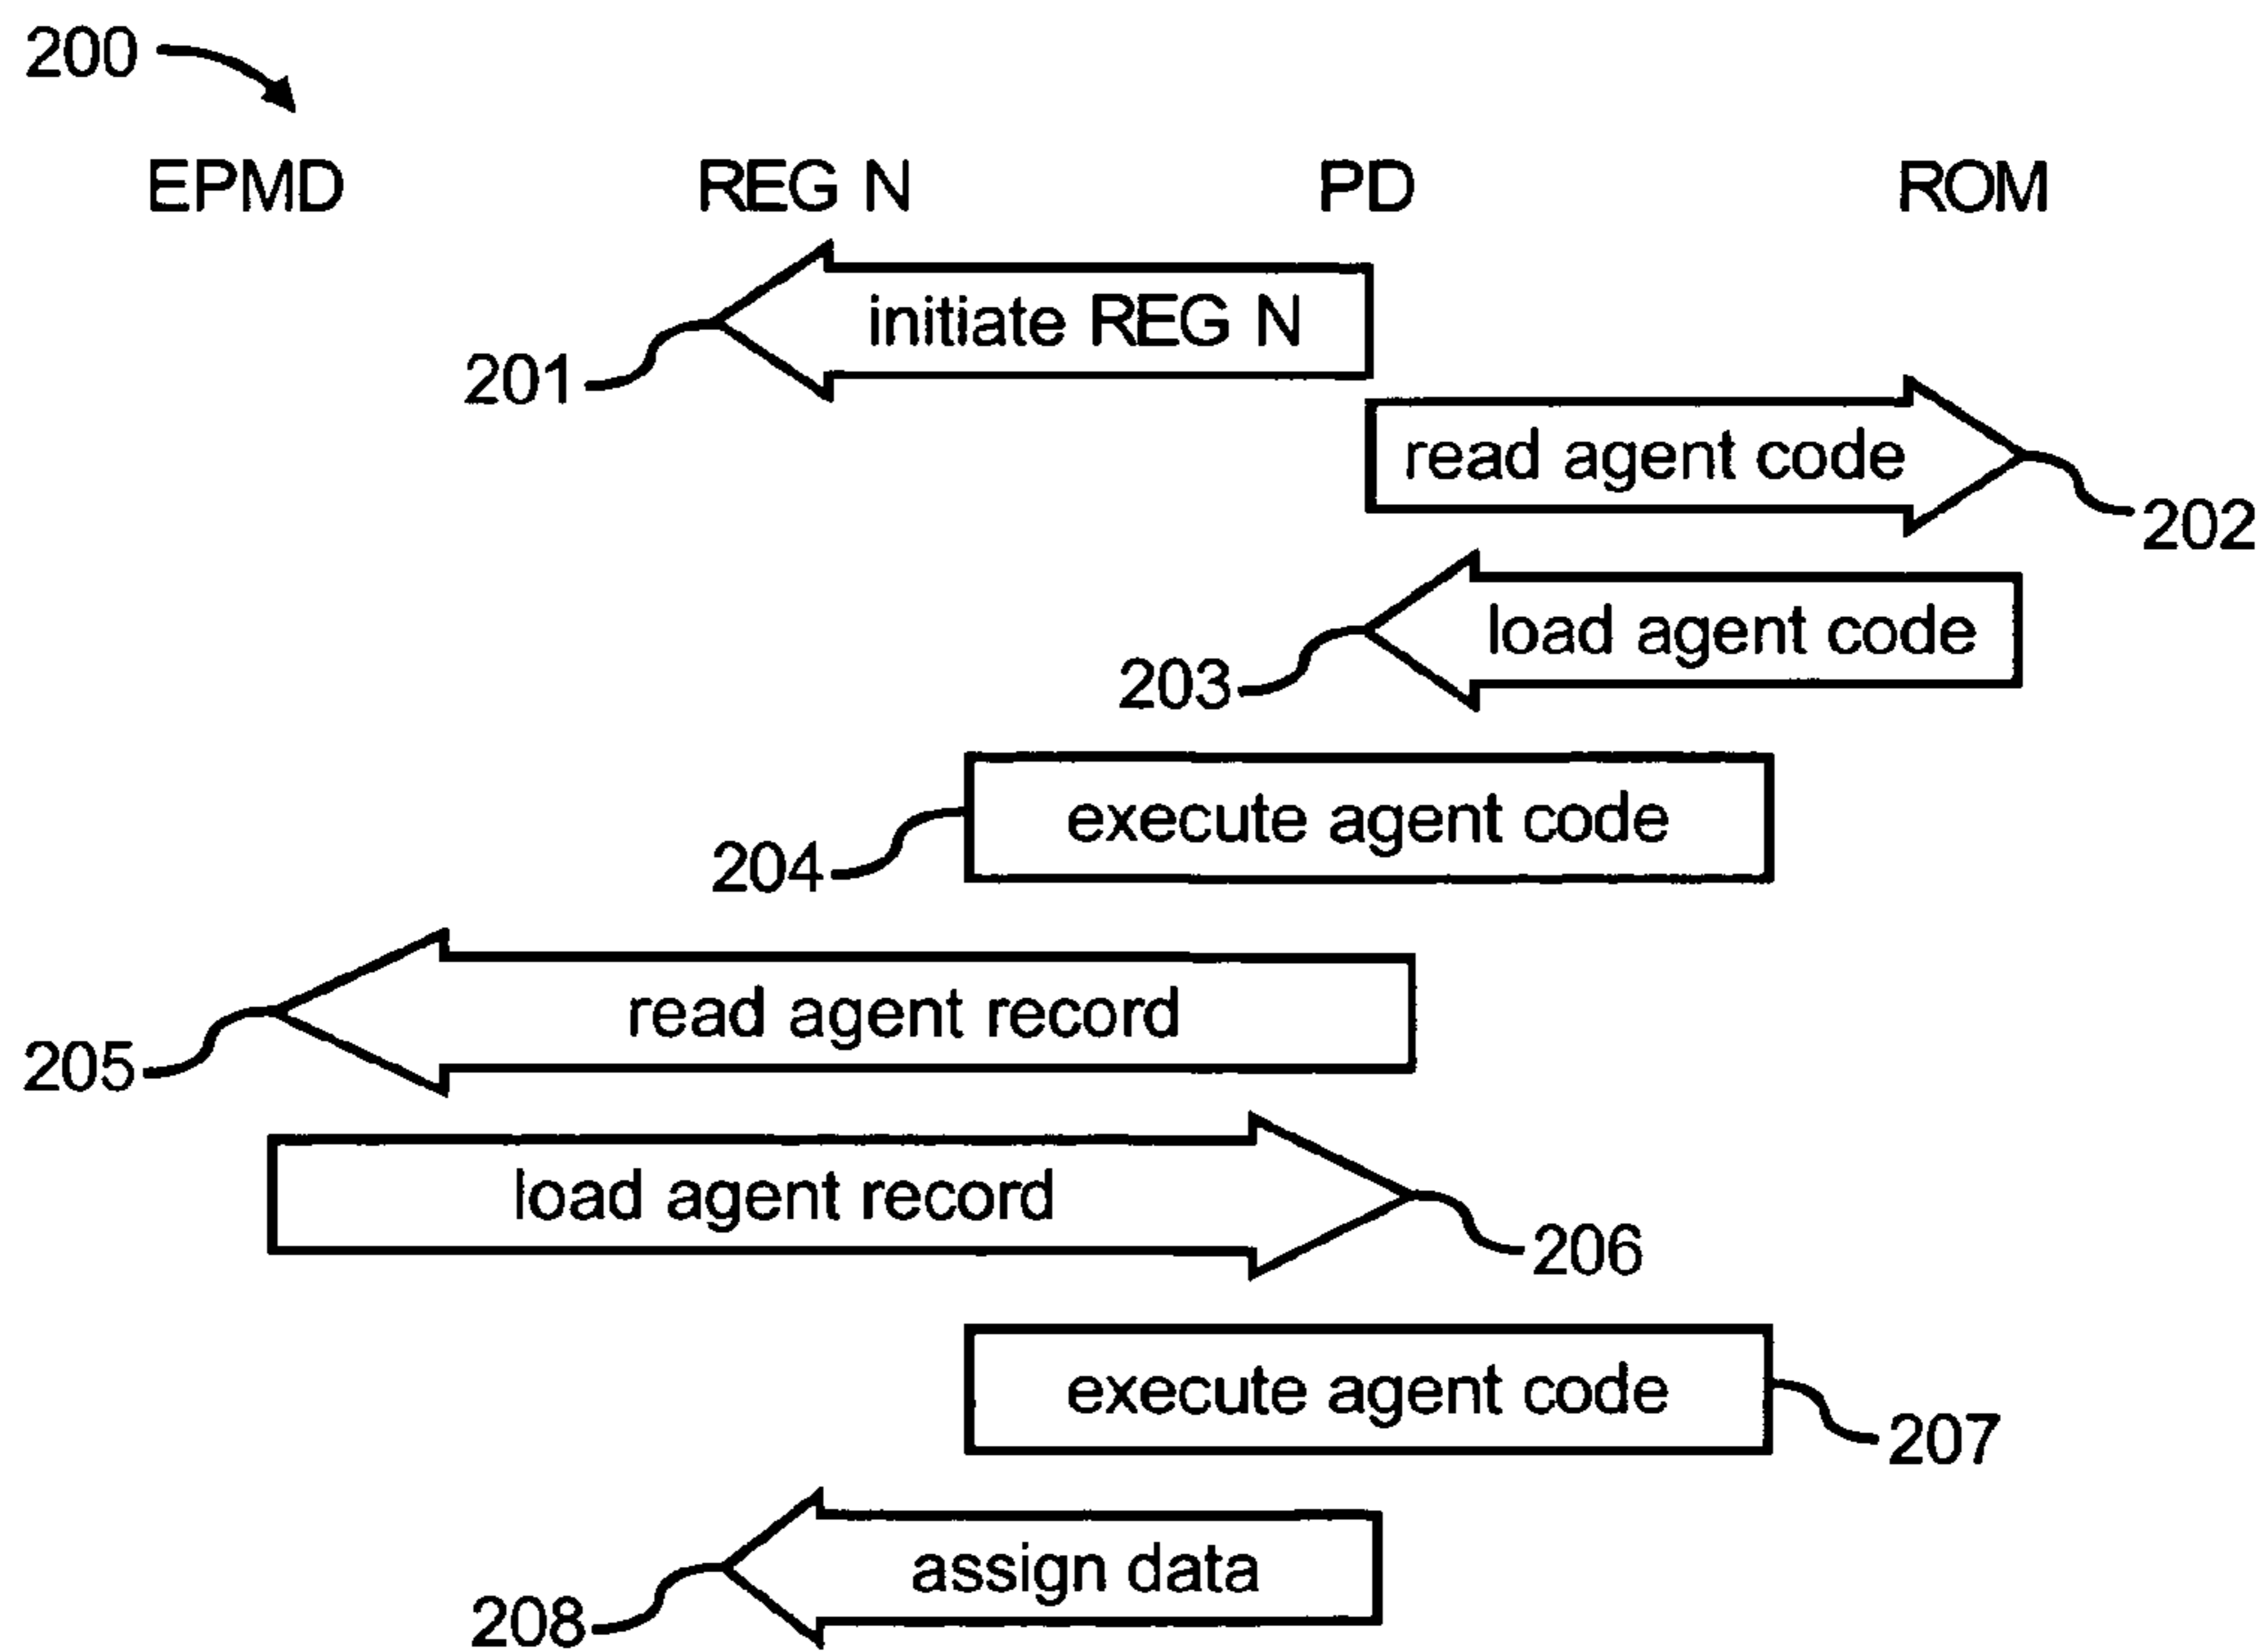 200
EPMD REG N PD ROM
initiate REG N
201
read agent code
202
load agent code
203
execute agent code
204
read agent record
205
load agent record
206
execute agent code
207
assign data
208